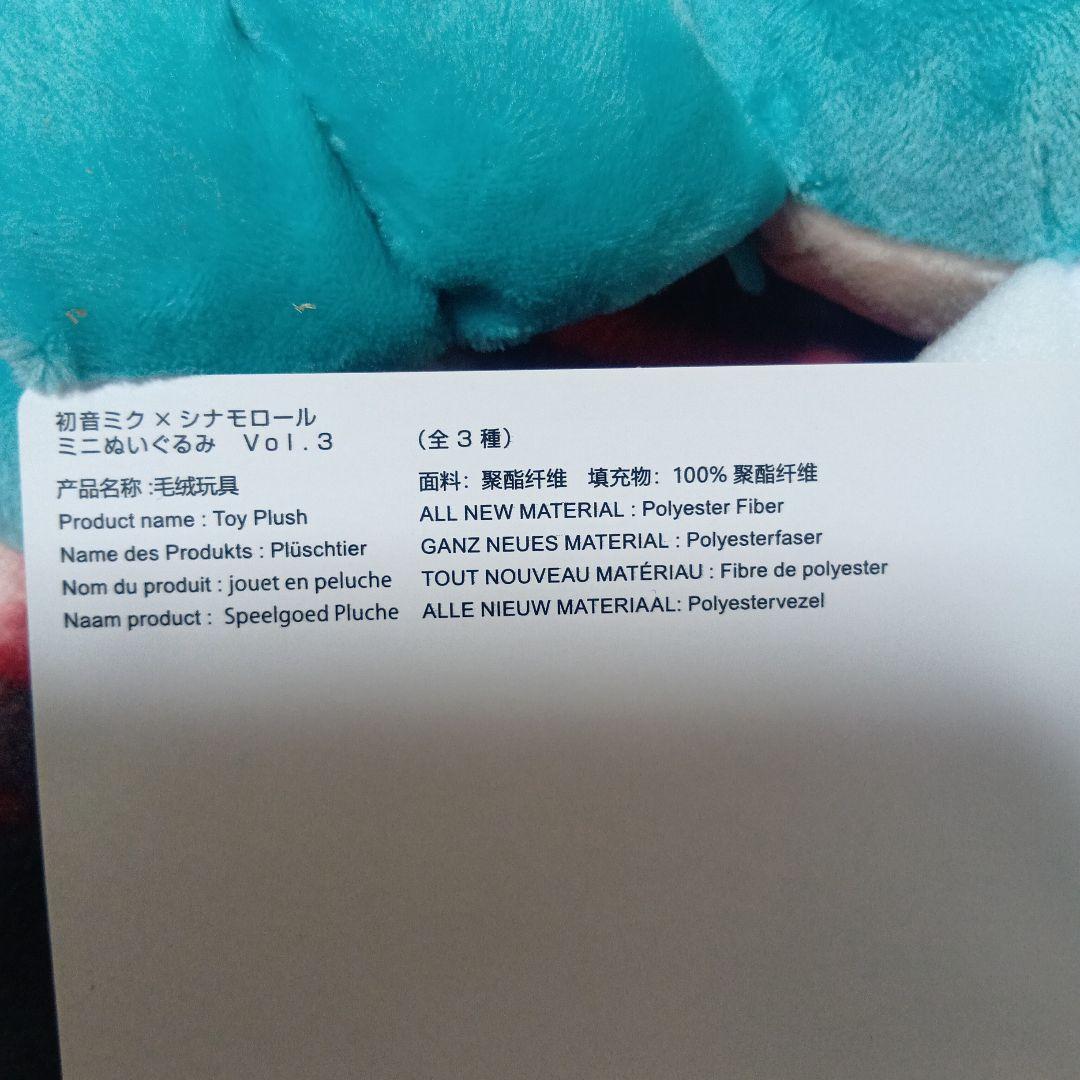 初音ミク×シナモロール
ミニぬいぐるみ Vol.3 （全3種）
产品名称 :毛绒玩具
Product name : Toy Plush
Name des Produkts : Plüschtier
Nom du produit : jouet en peluche
Naam product : Speelgoed Pluche
面料：聚酯纤维 填充物：100% 聚酯纤维
ALL NEW MATERIAL : Polyester Fiber
GANZ NEUES MATERIAL : Polyesterfaser
TOUT NOUVEAU MATÉRIAU : Fibre de polyester
ALLE NIEUW MATERIAAL: Polyestervezel